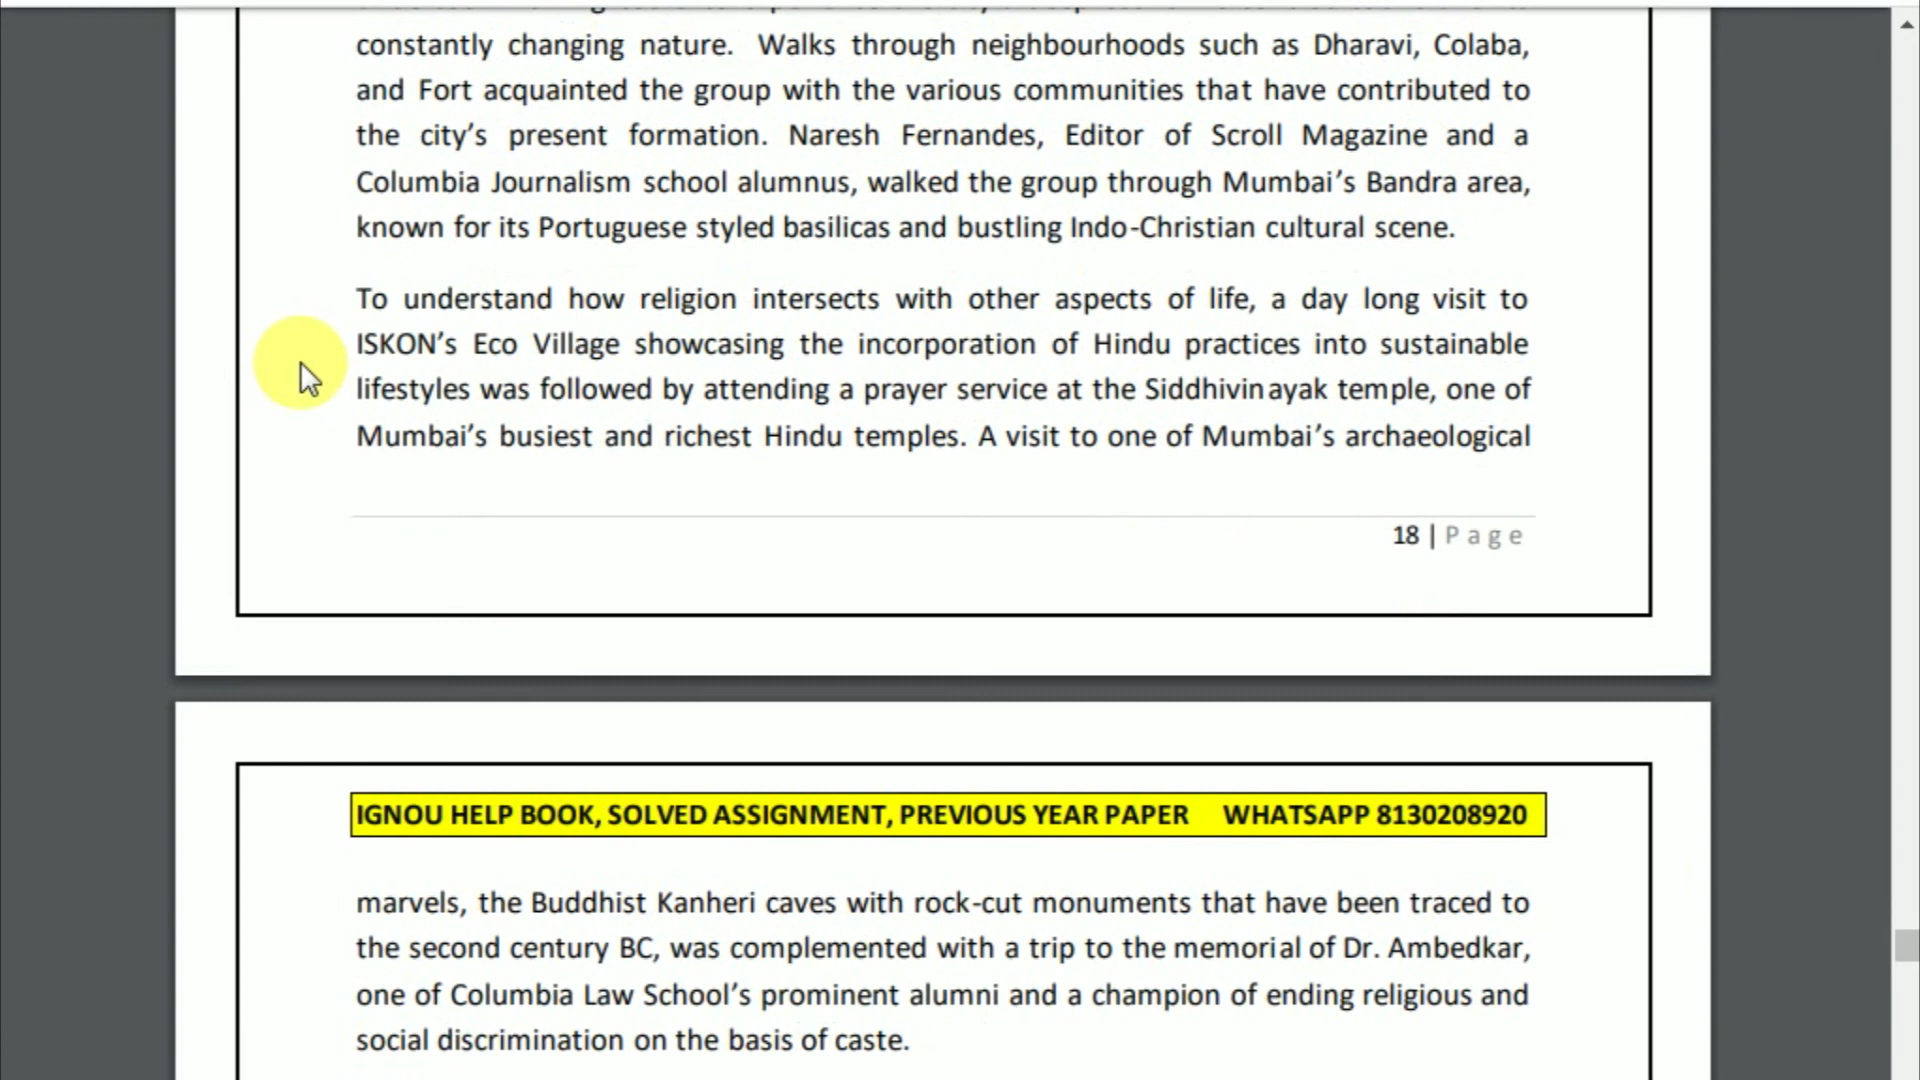 constantly changing nature. Walks through neighbourhoods such as Dharavi, Colaba,
and Fort acquainted the group with the various communities that have contributed to
the city’s present formation. Naresh Fernandes, Editor of Scroll Magazine and a
Columbia Journalism school alumnus, walked the group through Mumbai’s Bandra area,
known for its Portuguese styled basilicas and bustling Indo-Christian cultural scene.
To understand how religion intersects with other aspects of life, a day long visit to
ISKON’s Eco Village showcasing the incorporation of Hindu practices into sustainable
lifestyles was followed by attending a prayer service at the Siddhivinayak temple, one of
Mumbai’s busiest and richest Hindu temples. A visit to one of Mumbai’s archaeological
18 | Page
IGNOU HELP BOOK, SOLVED ASSIGNMENT, PREVIOUS YEAR PAPER WHATSAPP 8130208920
marvels, the Buddhist Kanheri caves with rock-cut monuments that have been traced to
the second century BC, was complemented with a trip to the memorial of Dr. Ambedkar,
one of Columbia Law School’s prominent alumni and a champion of ending religious and
social discrimination on the basis of caste.